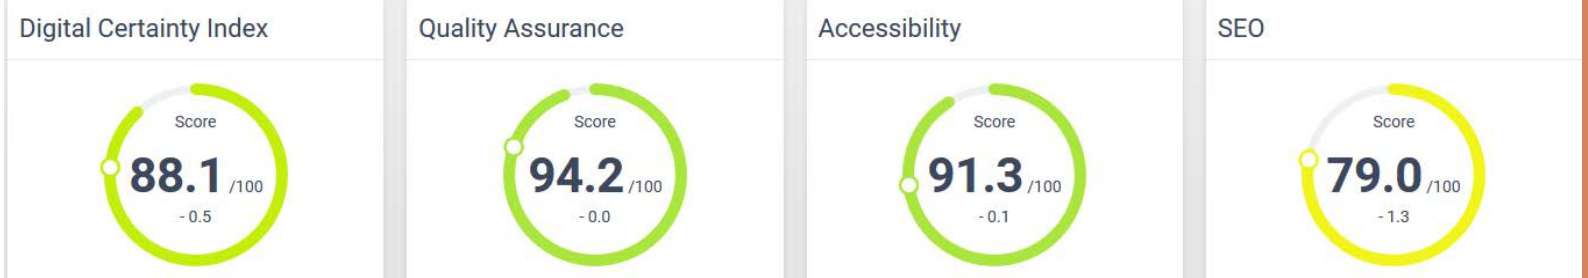 Digital Certainty Index
Score
88.1 /100
- 0.5
Quality Assurance
Score
94.2 /100
- 0.0
Accessibility
Score
91.3 /100
- 0.1
SEO
Score
79.0 /100
- 1.3